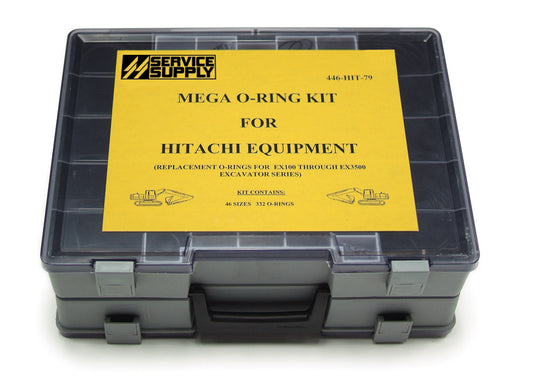 SERVICE
SUPPLY
446-HIT-79
MEGA O-RING KIT
FOR
HITACHI EQUIPMENT
(REPLACEMENT O-RINGS FOR EX100 THROUGH EX3500
EXCAVATOR SERIES)
KIT CONTAINS:
46 SIZES 332 O-RINGS